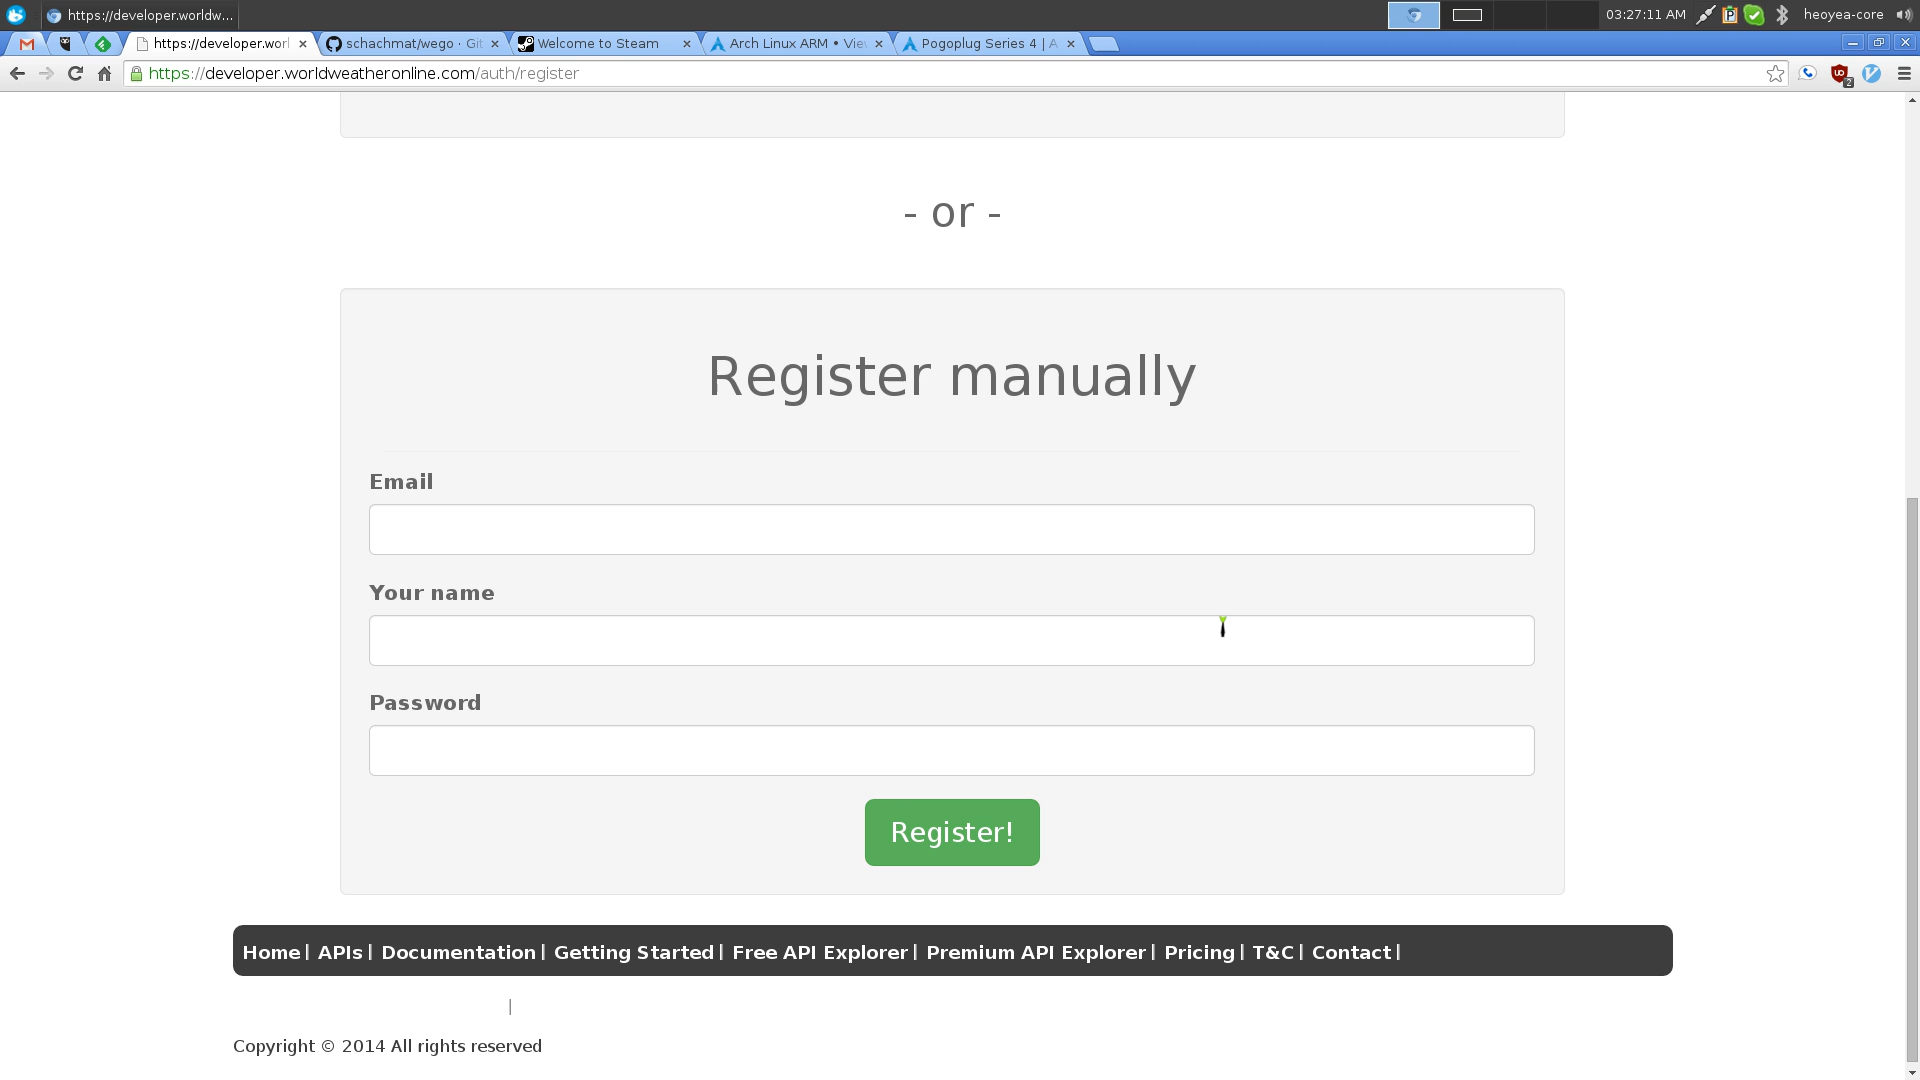 https://developer.worldw...
03:27:11 AM
heoyea-core
https://developer.worl
schachmat/wego · Git
Welcome to Steam
Arch Linux ARM • Vie
Pogoplug Series 4 | A
https://developer.worldweatheronline.com/auth/register
2
- or -
Register manually
Email
Your name
Password
Register!
Home | APIs | Documentation | Getting Started | Free API Explorer | Premium API Explorer | Pricing | T&C | Contact |
|
Copyright © 2014 All rights reserved